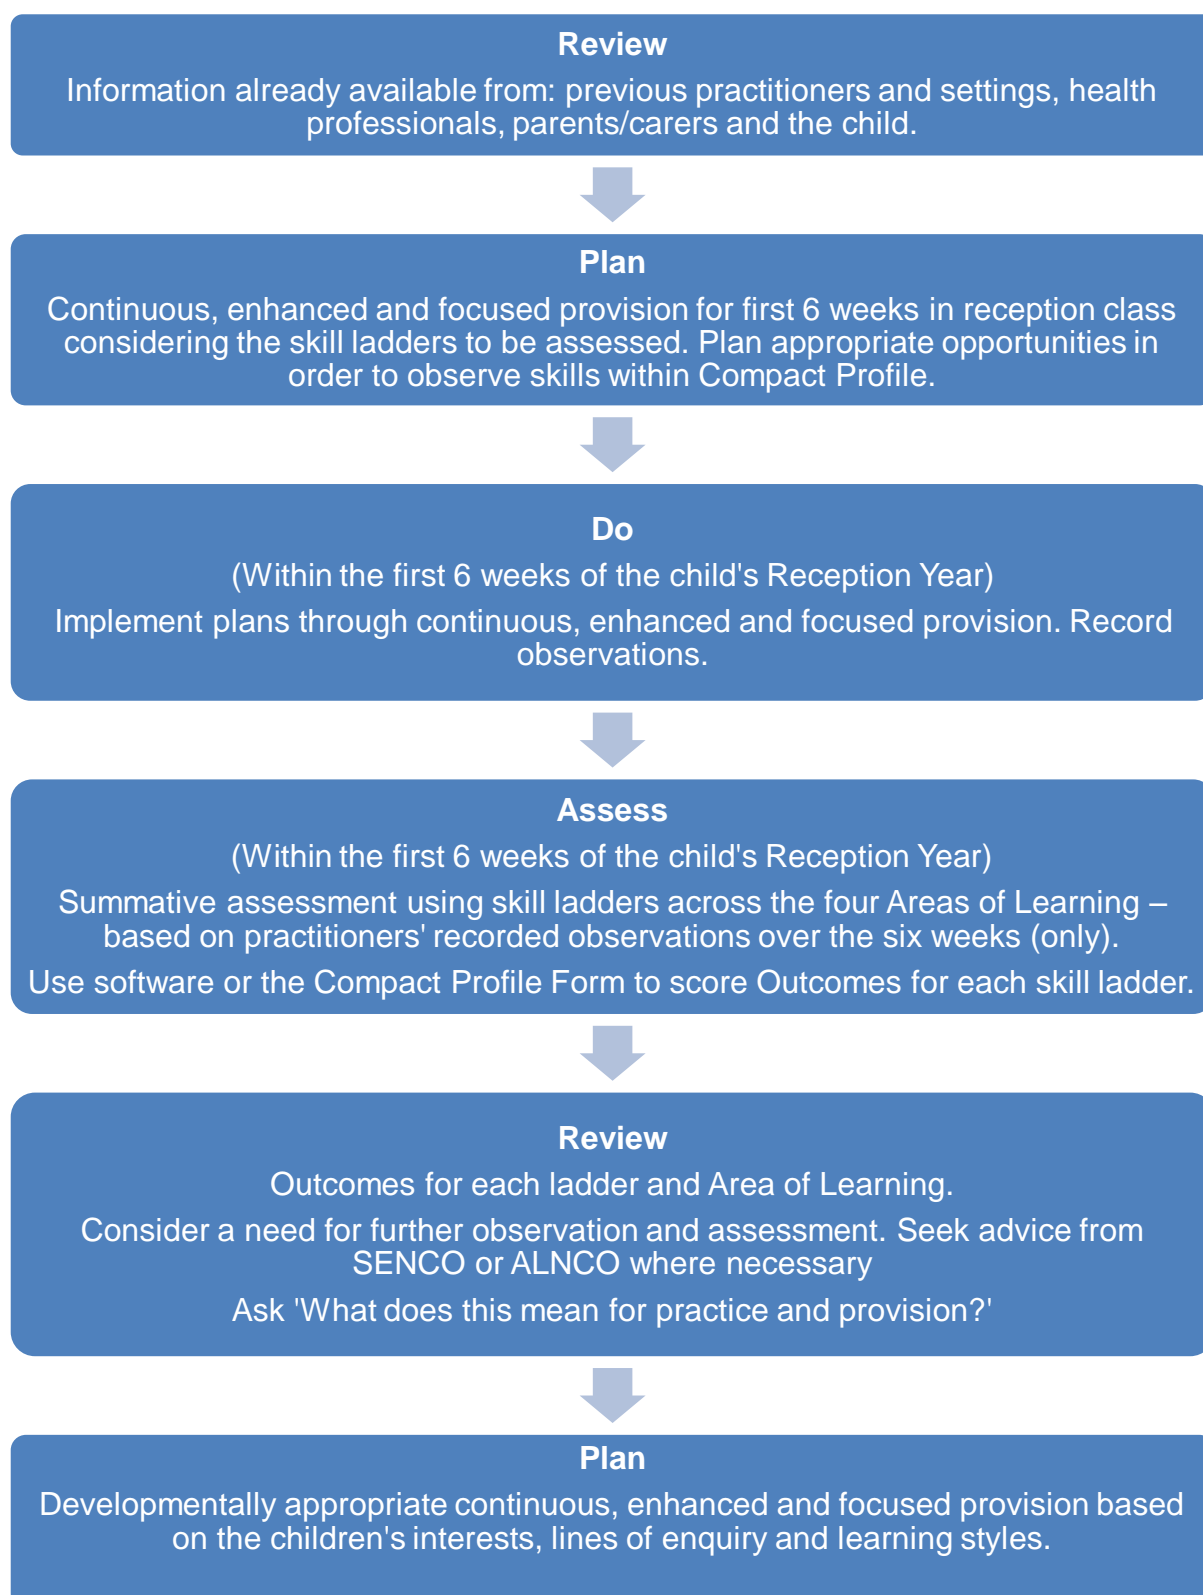 Review
Information already available from: previous practitioners and settings, health
professionals, parents/carers and the child.
Plan
Continuous, enhanced and focused provision for first 6 weeks in reception class
considering the skill ladders to be assessed. Plan appropriate opportunities in
order to observe skills within Compact Profile.
Do
(Within the first 6 weeks of the child's Reception Year)
Implement plans through continuous, enhanced and focused provision. Record
observations.
Assess
(Within the first 6 weeks of the child's Reception Year)
Summative assessment using skill ladders across the four Areas of Learning –
based on practitioners' recorded observations over the six weeks (only).
Use software or the Compact Profile Form to score Outcomes for each skill ladder.
Review
Outcomes for each ladder and Area of Learning.
Consider a need for further observation and assessment. Seek advice from
SENCO or ALNCO where necessary
Ask 'What does this mean for practice and provision?'
Plan
Developmentally appropriate continuous, enhanced and focused provision based
on the children's interests, lines of enquiry and learning styles.